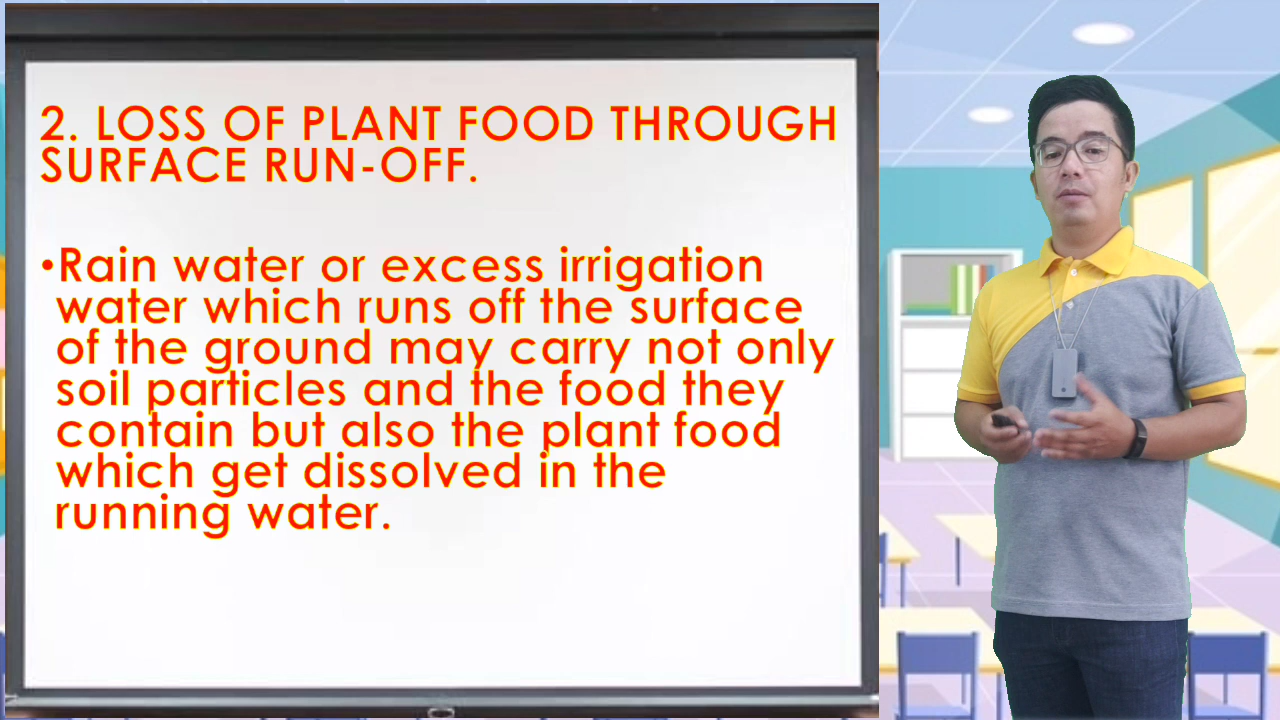 2. LOSS OF PLANT FOOD THROUGH
SURFACE RUN-OFF.
•Rain water or excess irrigation
water which runs off the surface
of the ground may carry not only
soil particles and the food they
contain but also the plant food
which get dissolved in the
running water.